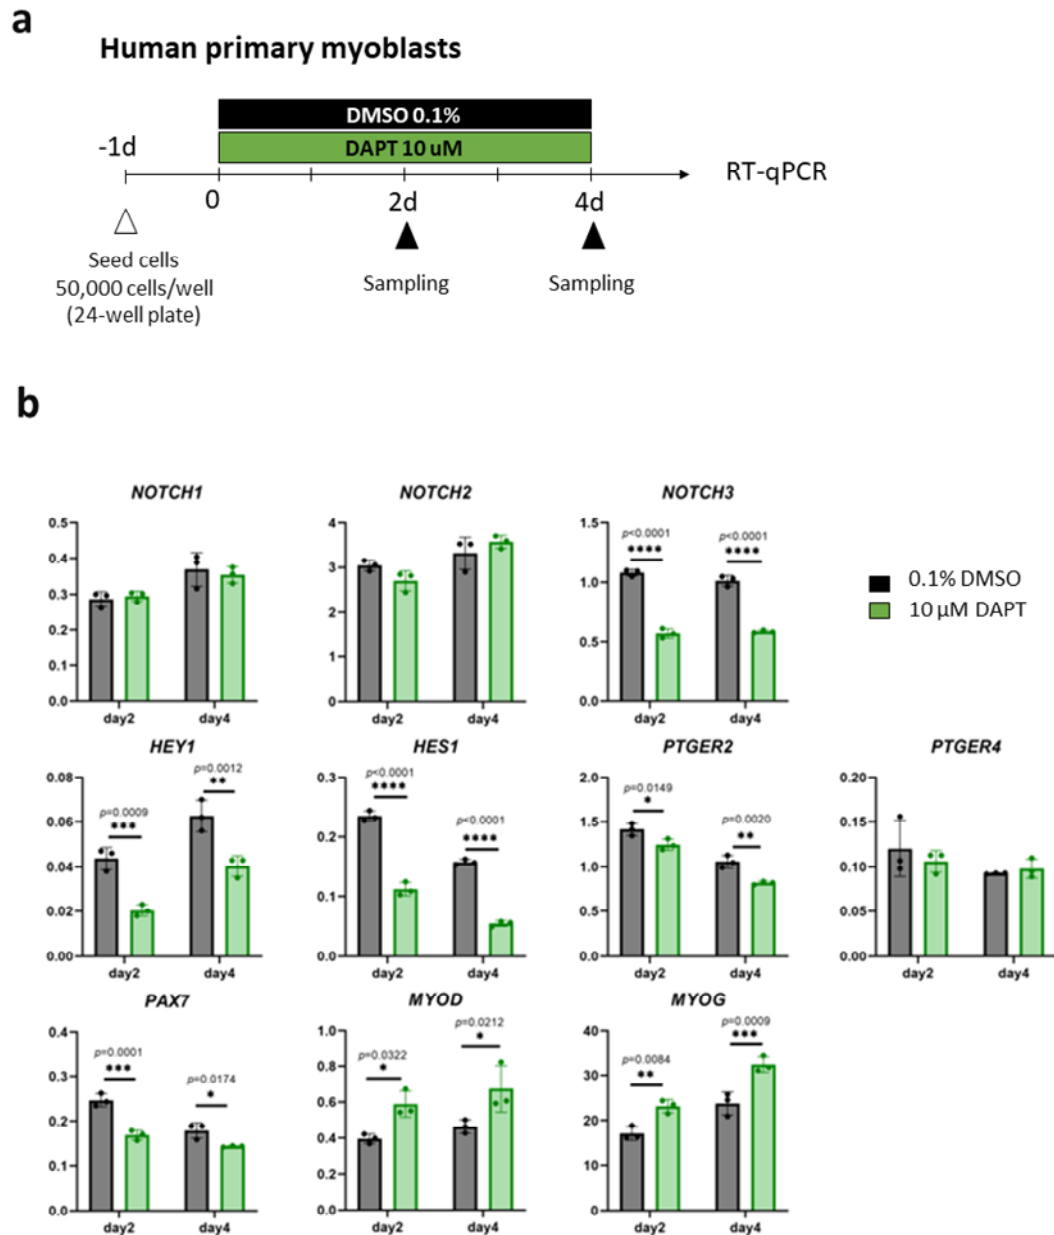 a
Human primary myoblasts
DMSO 0.1%
DAPT 10 uM
-1d
RT-qPCR
0
2d
4d
Seed cells
50,000 cells/well
(24-well plate)
Sampling
Sampling
b
NOTCH1
0.5
0.4
0.3
0.2
0.1
0.0
day2
day4
NOTCH2
4
3
2
1
0
day2
day4
NOTCH3
1.5
1.0
0.5
0.0
p<0.0001
****
p<0.0001
****
day2
day4
0.1% DMSO
10 μM DAPT
HEY1
0.08
0.06
0.04
0.02
0.00
p=0.0009
***
p=0.0012
**
day2
day4
HES1
0.3
0.2
0.1
0.0
p<0.0001
****
p<0.0001
****
day2
day4
PTGER2
2.0
1.5
1.0
0.5
0.0
p=0.0149
*
p=0.0020
**
day2
day4
PTGER4
0.20
0.15
0.10
0.05
0.00
day2
day4
PAX7
0.4
0.3
0.2
0.1
0.0
p=0.0001
***
p=0.0174
*
day2
day4
MYOD
1.0
0.8
0.6
0.4
0.2
0.0
p=0.0322
*
p=0.0212
*
day2
day4
MYOG
40
30
20
10
0
p=0.0084
**
p=0.0009
***
day2
day4